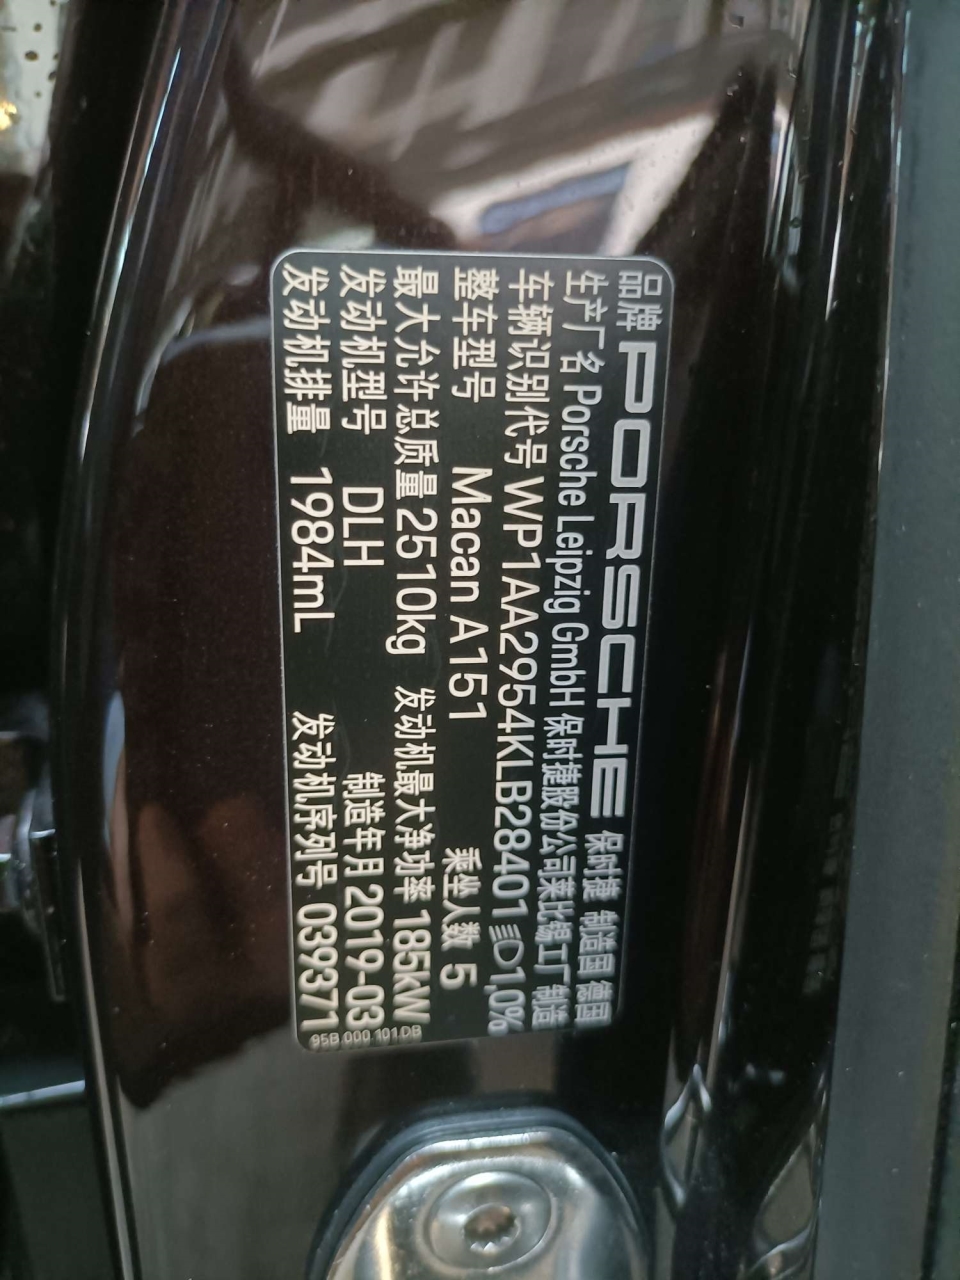 品牌 PORSCHE 保时捷 制造国 德国
生产厂名 Porsche Leipzig GmbH 保时捷股份公司莱比锡工厂制造
车辆识别代号 WP1AA2954KLB28401 1,0%
整车型号 Macan A151 乘坐人数 5
最大允许总质量 2510kg 发动机最大净功率 185kW
发动机型号 DLH 制造年月 2019-03
发动机排量 1984mL 发动机序列号 039371
95B.000.101.DB